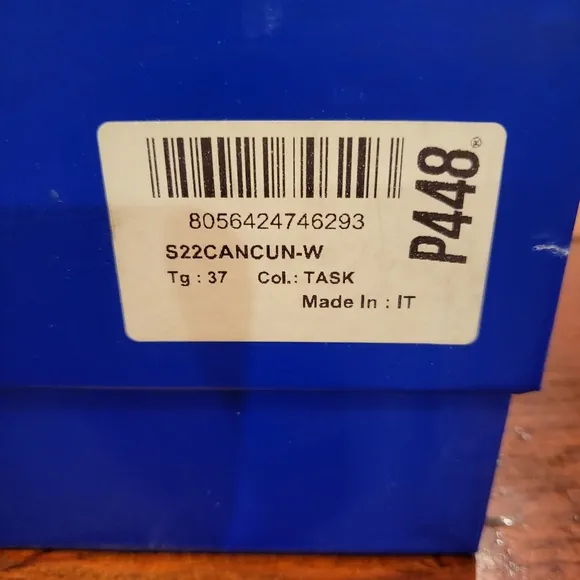 8056424746293
S22CANCUN-W
Tg : 37 Col.: TASK
Made In : IT
P448®